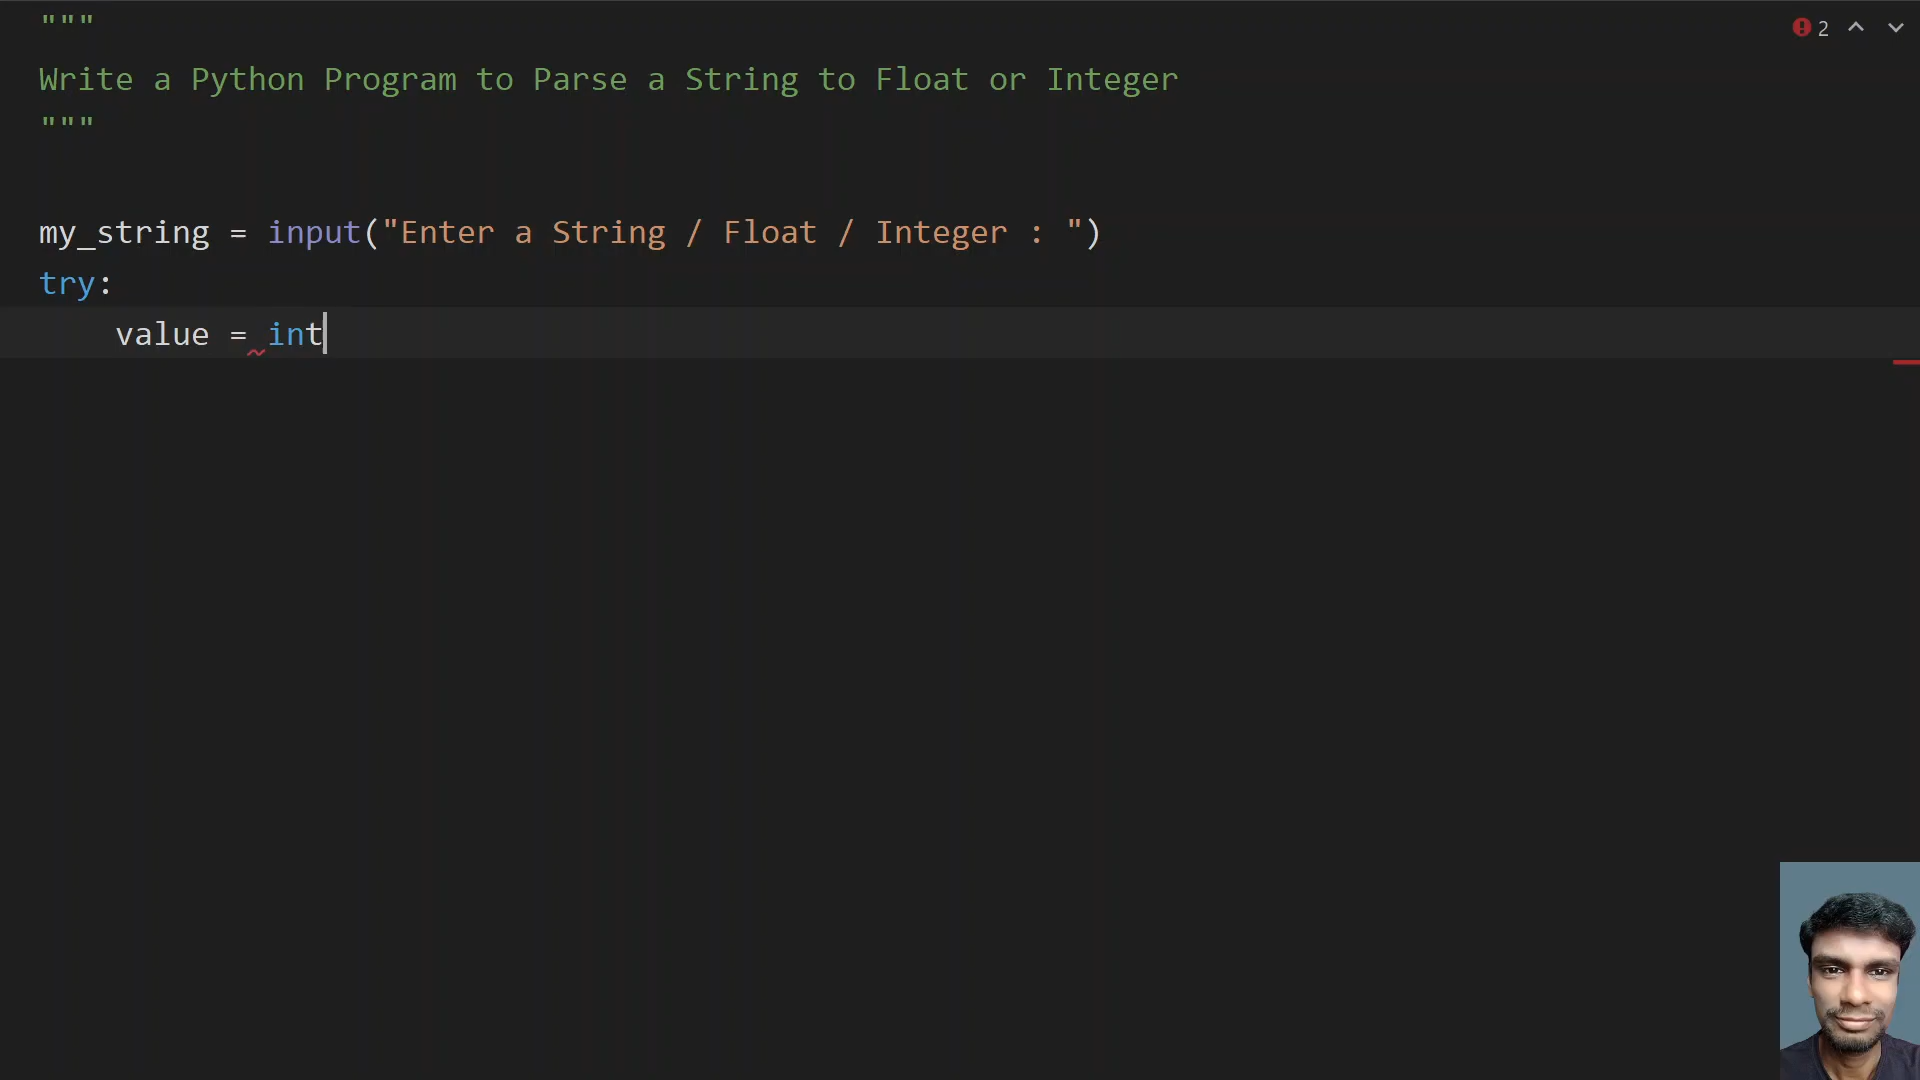 """
2
Write a Python Program to Parse a String to Float or Integer
"""
my_string = input("Enter a String / Float / Integer : ")
try:
    value = int